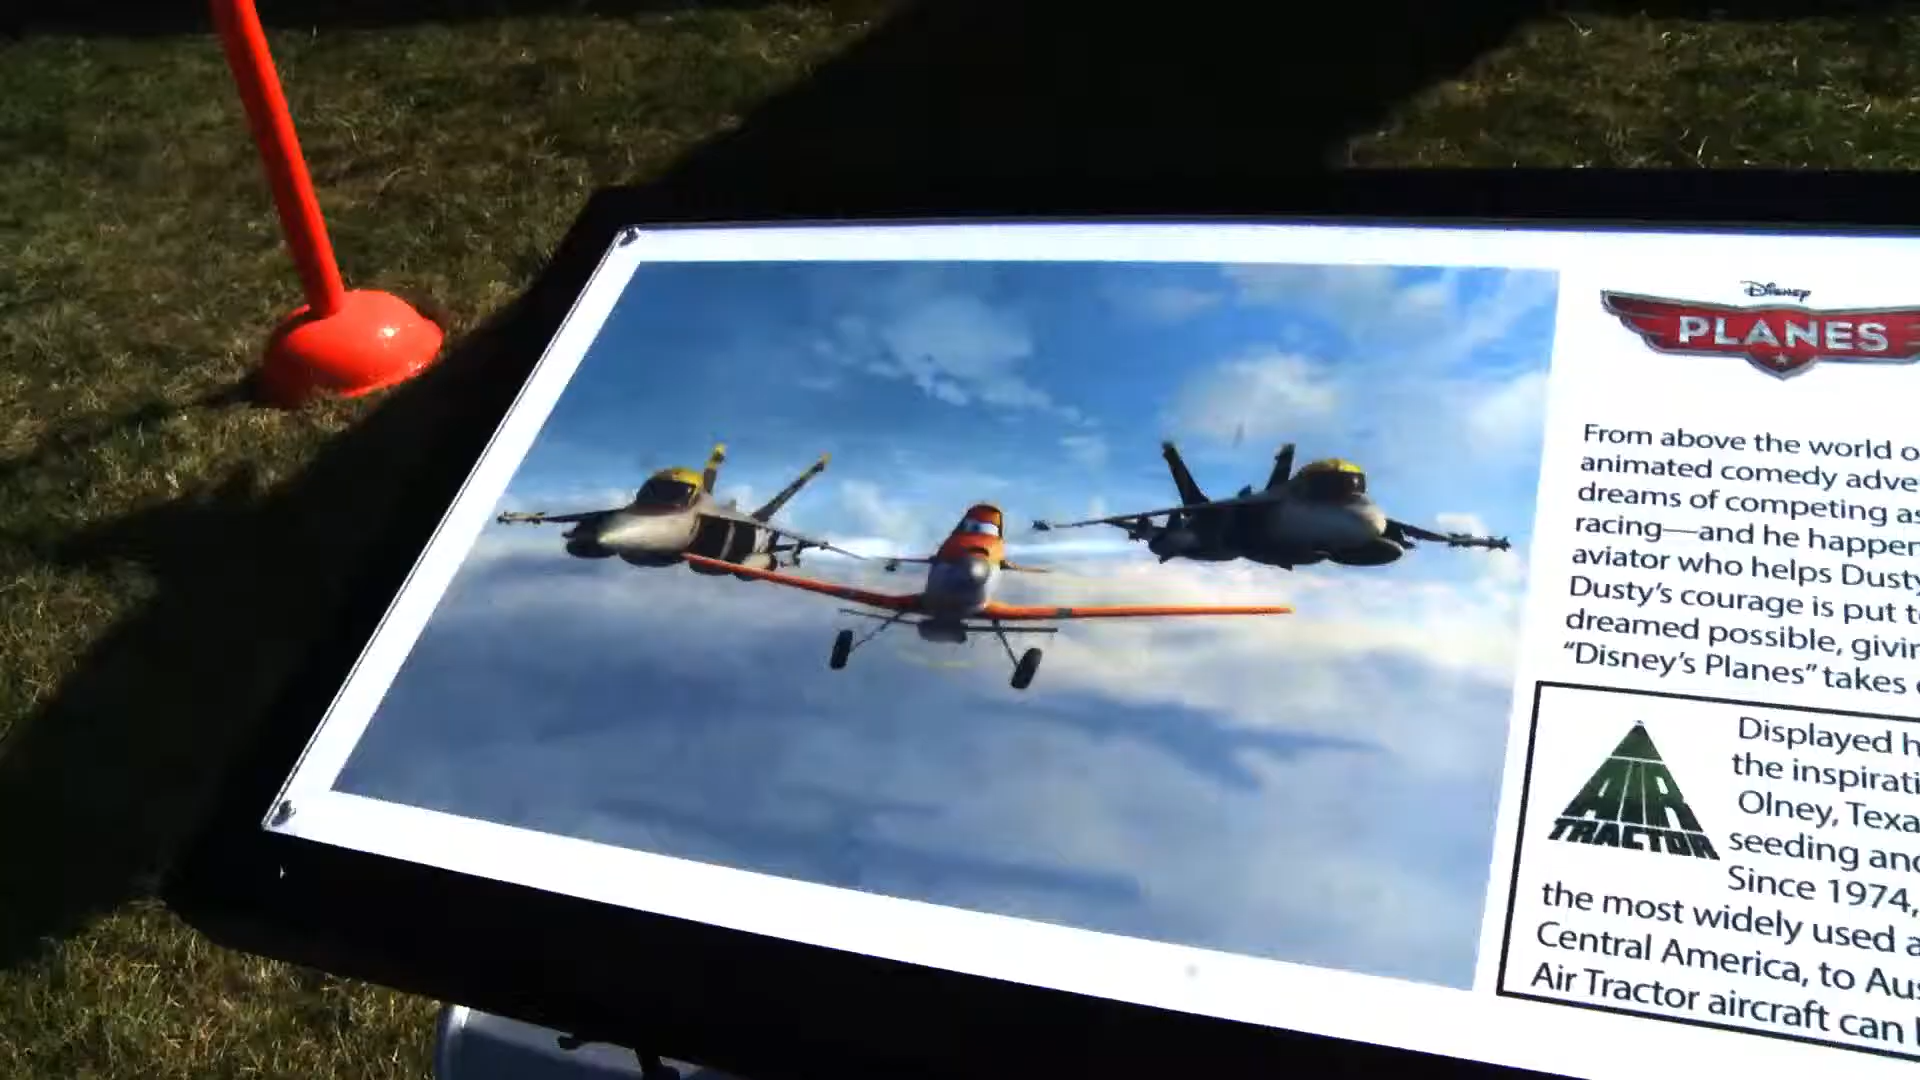 Disney
PLANES
From above the world o
animated comedy adve
dreams of competing as
racing—and he happen
aviator who helps Dusty
Dusty's courage is put t
dreamed possible, givin
"Disney's Planes" takes
AIR
TRACTOR
Displayed h
the inspirati
Olney, Texa
seeding and
Since 1974,
the most widely used a
Central America, to Aus
Air Tractor aircraft can